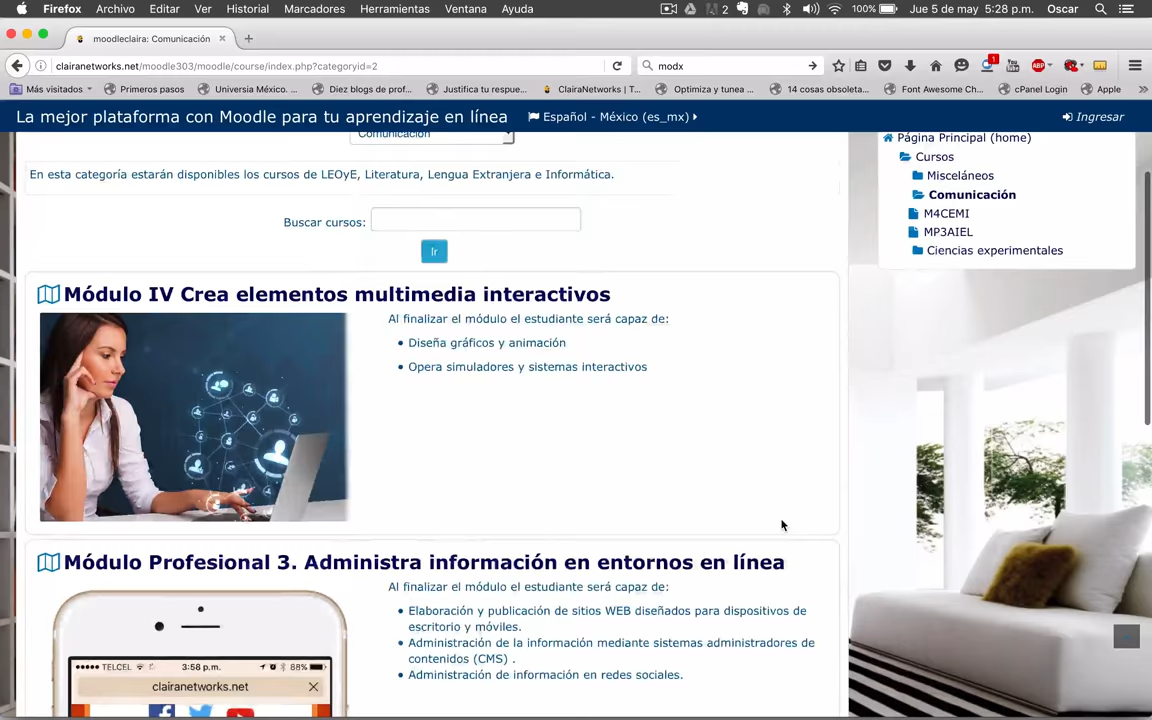 Firefox Archivo Editar Ver Historial Marcadores Herramientas Ventana Ayuda 2 100% Jue 5 de may 5:28 p.m. Oscar
moodleclaira: Comunicación
clairanetworks.net/moodle303/moodle/course/index.php?categoryid=2 modx 1 ABP
Más visitados Primeros pasos Universia México. ... Diez blogs de prof... Justifica tu respue... ClairaNetworks | T... Optimiza y tunea ... 14 cosas obsoleta... Font Awesome Ch... cPanel Login Apple
La mejor plataforma con Moodle para tu aprendizaje en línea Español - México (es_mx) Ingresar
Comunicación
En esta categoría estarán disponibles los cursos de LEOyE, Literatura, Lengua Extranjera e Informática.
Buscar cursos:
Ir
Módulo IV Crea elementos multimedia interactivos
Al finalizar el módulo el estudiante será capaz de:
Diseña gráficos y animación
Opera simuladores y sistemas interactivos
Módulo Profesional 3. Administra información en entornos en línea
Al finalizar el módulo el estudiante será capaz de:
Elaboración y publicación de sitios WEB diseñados para dispositivos de
escritorio y móviles.
Administración de la información mediante sistemas administradores de
contenidos (CMS) .
Administración de información en redes sociales.
TELCEL 3:58 p.m. 88%
clairanetworks.net
Página Principal (home)
Cursos
Misceláneos
Comunicación
M4CEMI
MP3AIEL
Ciencias experimentales